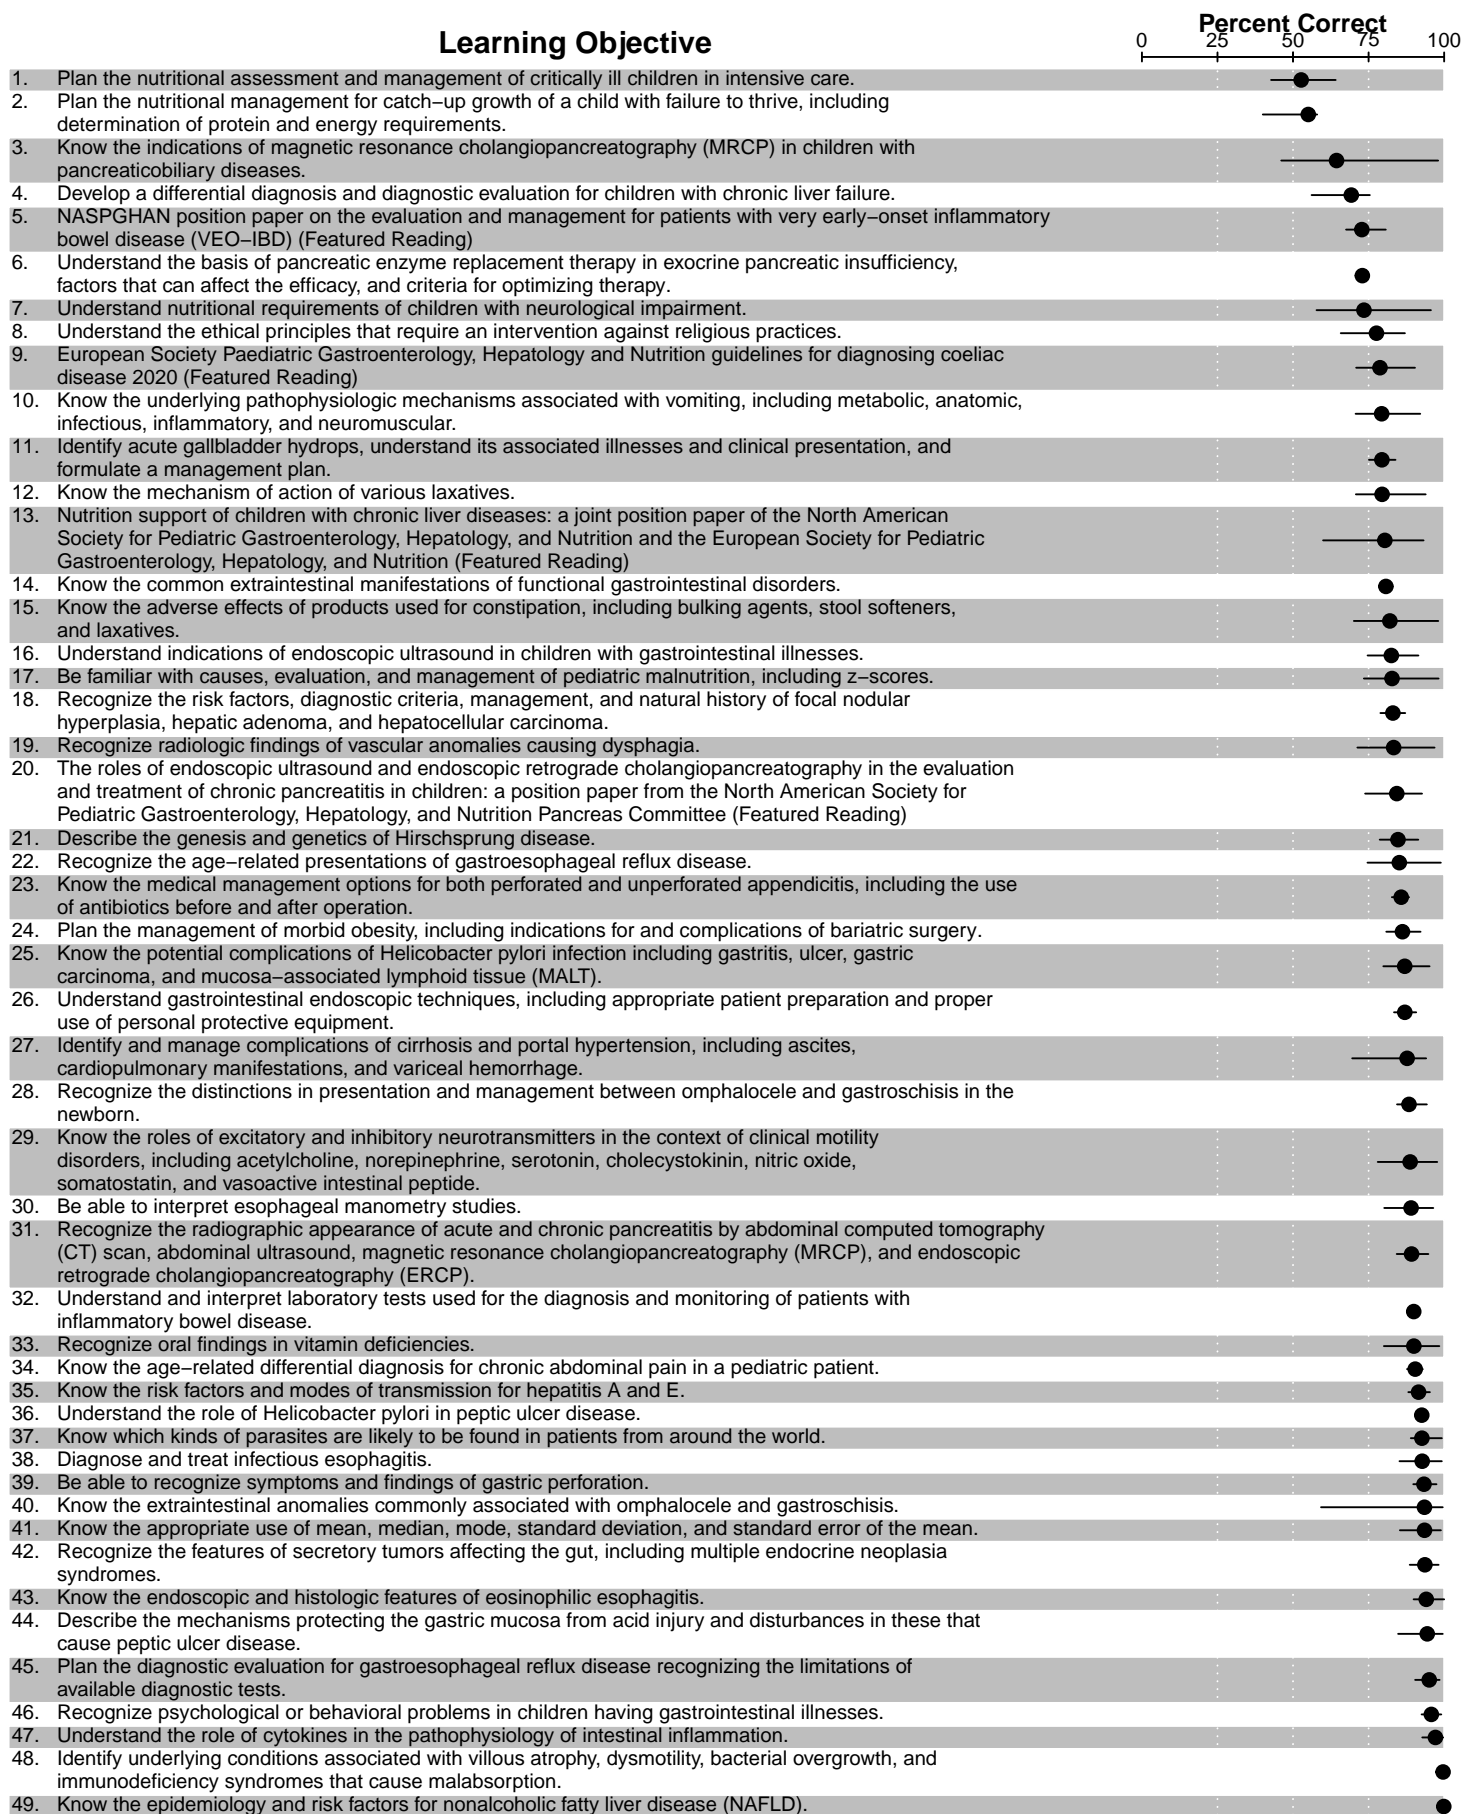 Learning Objective
Percent Correct
0 25 50 75 100
1. Plan the nutritional assessment and management of critically ill children in intensive care.
2. Plan the nutritional management for catch−up growth of a child with failure to thrive, including
determination of protein and energy requirements.
3. Know the indications of magnetic resonance cholangiopancreatography (MRCP) in children with
pancreaticobiliary diseases.
4. Develop a differential diagnosis and diagnostic evaluation for children with chronic liver failure.
5. NASPGHAN position paper on the evaluation and management for patients with very early−onset inflammatory
bowel disease (VEO−IBD) (Featured Reading)
6. Understand the basis of pancreatic enzyme replacement therapy in exocrine pancreatic insufficiency,
factors that can affect the efficacy, and criteria for optimizing therapy.
7. Understand nutritional requirements of children with neurological impairment.
8. Understand the ethical principles that require an intervention against religious practices.
9. European Society Paediatric Gastroenterology, Hepatology and Nutrition guidelines for diagnosing coeliac
disease 2020 (Featured Reading)
10. Know the underlying pathophysiologic mechanisms associated with vomiting, including metabolic, anatomic,
infectious, inflammatory, and neuromuscular.
11. Identify acute gallbladder hydrops, understand its associated illnesses and clinical presentation, and
formulate a management plan.
12. Know the mechanism of action of various laxatives.
13. Nutrition support of children with chronic liver diseases: a joint position paper of the North American
Society for Pediatric Gastroenterology, Hepatology, and Nutrition and the European Society for Pediatric
Gastroenterology, Hepatology, and Nutrition (Featured Reading)
14. Know the common extraintestinal manifestations of functional gastrointestinal disorders.
15. Know the adverse effects of products used for constipation, including bulking agents, stool softeners,
and laxatives.
16. Understand indications of endoscopic ultrasound in children with gastrointestinal illnesses.
17. Be familiar with causes, evaluation, and management of pediatric malnutrition, including z−scores.
18. Recognize the risk factors, diagnostic criteria, management, and natural history of focal nodular
hyperplasia, hepatic adenoma, and hepatocellular carcinoma.
19. Recognize radiologic findings of vascular anomalies causing dysphagia.
20. The roles of endoscopic ultrasound and endoscopic retrograde cholangiopancreatography in the evaluation
and treatment of chronic pancreatitis in children: a position paper from the North American Society for
Pediatric Gastroenterology, Hepatology, and Nutrition Pancreas Committee (Featured Reading)
21. Describe the genesis and genetics of Hirschsprung disease.
22. Recognize the age−related presentations of gastroesophageal reflux disease.
23. Know the medical management options for both perforated and unperforated appendicitis, including the use
of antibiotics before and after operation.
24. Plan the management of morbid obesity, including indications for and complications of bariatric surgery.
25. Know the potential complications of Helicobacter pylori infection including gastritis, ulcer, gastric
carcinoma, and mucosa−associated lymphoid tissue (MALT).
26. Understand gastrointestinal endoscopic techniques, including appropriate patient preparation and proper
use of personal protective equipment.
27. Identify and manage complications of cirrhosis and portal hypertension, including ascites,
cardiopulmonary manifestations, and variceal hemorrhage.
28. Recognize the distinctions in presentation and management between omphalocele and gastroschisis in the
newborn.
29. Know the roles of excitatory and inhibitory neurotransmitters in the context of clinical motility
disorders, including acetylcholine, norepinephrine, serotonin, cholecystokinin, nitric oxide,
somatostatin, and vasoactive intestinal peptide.
30. Be able to interpret esophageal manometry studies.
31. Recognize the radiographic appearance of acute and chronic pancreatitis by abdominal computed tomography
(CT) scan, abdominal ultrasound, magnetic resonance cholangiopancreatography (MRCP), and endoscopic
retrograde cholangiopancreatography (ERCP).
32. Understand and interpret laboratory tests used for the diagnosis and monitoring of patients with
inflammatory bowel disease.
33. Recognize oral findings in vitamin deficiencies.
34. Know the age−related differential diagnosis for chronic abdominal pain in a pediatric patient.
35. Know the risk factors and modes of transmission for hepatitis A and E.
36. Understand the role of Helicobacter pylori in peptic ulcer disease.
37. Know which kinds of parasites are likely to be found in patients from around the world.
38. Diagnose and treat infectious esophagitis.
39. Be able to recognize symptoms and findings of gastric perforation.
40. Know the extraintestinal anomalies commonly associated with omphalocele and gastroschisis.
41. Know the appropriate use of mean, median, mode, standard deviation, and standard error of the mean.
42. Recognize the features of secretory tumors affecting the gut, including multiple endocrine neoplasia
syndromes.
43. Know the endoscopic and histologic features of eosinophilic esophagitis.
44. Describe the mechanisms protecting the gastric mucosa from acid injury and disturbances in these that
cause peptic ulcer disease.
45. Plan the diagnostic evaluation for gastroesophageal reflux disease recognizing the limitations of
available diagnostic tests.
46. Recognize psychological or behavioral problems in children having gastrointestinal illnesses.
47. Understand the role of cytokines in the pathophysiology of intestinal inflammation.
48. Identify underlying conditions associated with villous atrophy, dysmotility, bacterial overgrowth, and
immunodeficiency syndromes that cause malabsorption.
49. Know the epidemiology and risk factors for nonalcoholic fatty liver disease (NAFLD).